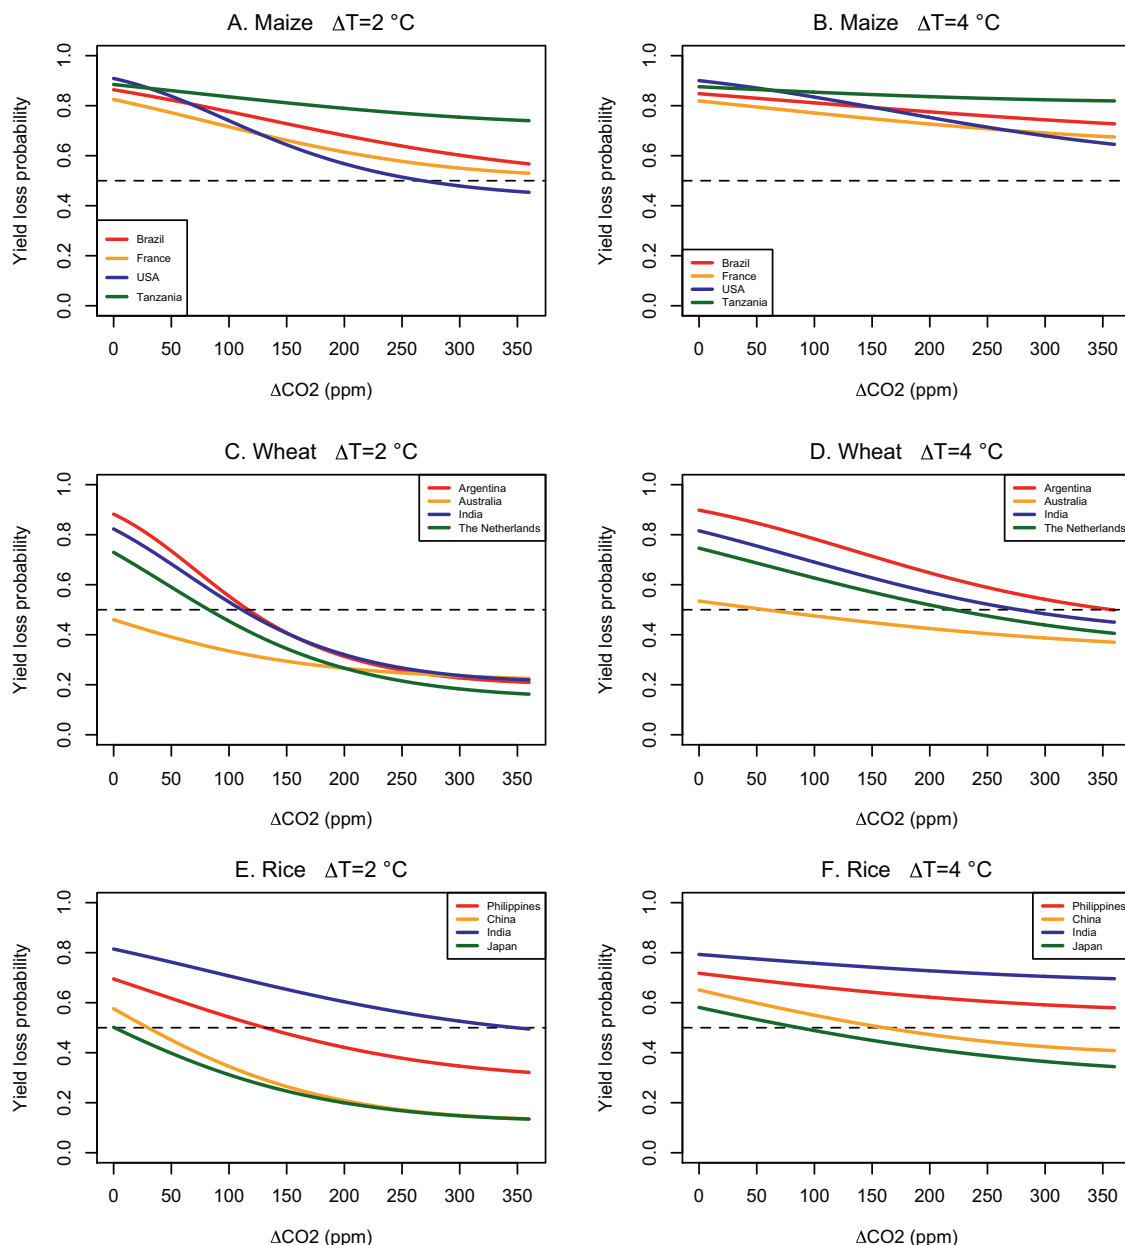 A. Maize ΔT=2 °C
Yield loss probability
1.0
0.8
0.6
0.4
0.2
0.0
Brazil
France
USA
Tanzania
0 50 100 150 200 250 300 350
ΔCO2 (ppm)
B. Maize ΔT=4 °C
Yield loss probability
1.0
0.8
0.6
0.4
0.2
0.0
Brazil
France
USA
Tanzania
0 50 100 150 200 250 300 350
ΔCO2 (ppm)
C. Wheat ΔT=2 °C
Yield loss probability
1.0
0.8
0.6
0.4
0.2
0.0
Argentina
Australia
India
The Netherlands
0 50 100 150 200 250 300 350
ΔCO2 (ppm)
D. Wheat ΔT=4 °C
Yield loss probability
1.0
0.8
0.6
0.4
0.2
0.0
Argentina
Australia
India
The Netherlands
0 50 100 150 200 250 300 350
ΔCO2 (ppm)
E. Rice ΔT=2 °C
Yield loss probability
1.0
0.8
0.6
0.4
0.2
0.0
Philippines
China
India
Japan
0 50 100 150 200 250 300 350
ΔCO2 (ppm)
F. Rice ΔT=4 °C
Yield loss probability
1.0
0.8
0.6
0.4
0.2
0.0
Philippines
China
India
Japan
0 50 100 150 200 250 300 350
ΔCO2 (ppm)